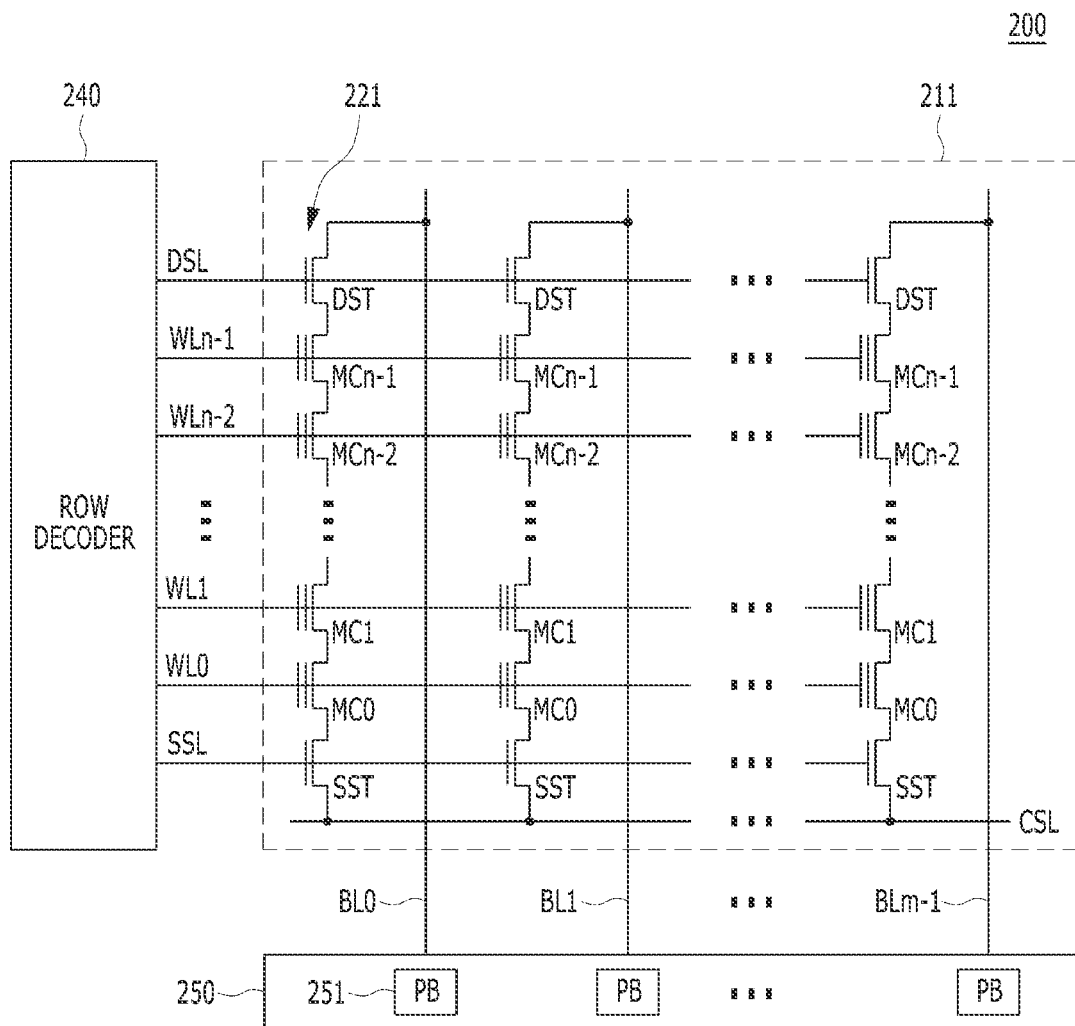 200
240
221
211
DSL
DST
DST
DST
WLn-1
MCn-1
MCn-1
MCn-1
WLn-2
MCn-2
MCn-2
MCn-2
ROW
DECODER
WL1
MC1
MC1
MC1
WL0
MC0
MC0
MC0
SSL
SST
SST
SST
CSL
BL0
BL1
BLm-1
250
251
PB
PB
PB